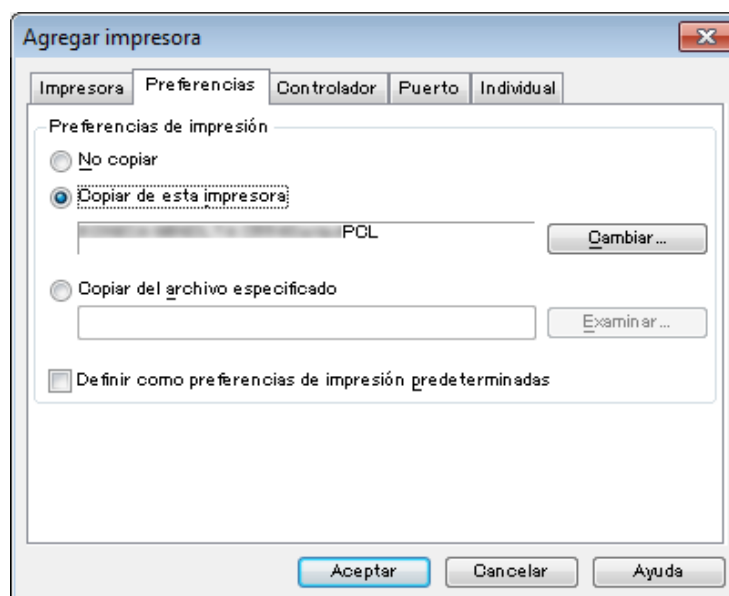 Agregar impresora
Impresora Preferencias Controlador Puerto Individual
Preferencias de impresión
No copiar
Copiar de esta impresora
PCL Cambiar...
Copiar del archivo especificado
Examinar...
Definir como preferencias de impresión predeterminadas
Aceptar Cancelar Ayuda